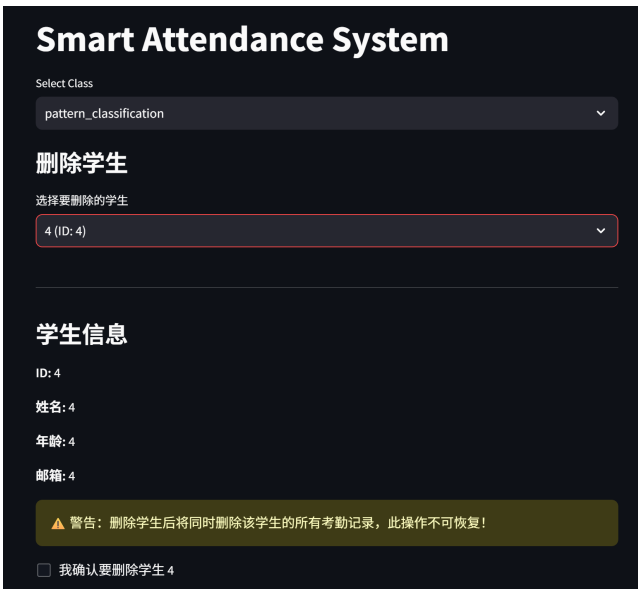 Smart Attendance System
Select Class
pattern_classification
删除学生
选择要删除的学生
4 (ID: 4)
学生信息
ID: 4
姓名: 4
年龄: 4
邮箱: 4
⚠️ 警告：删除学生后将同时删除该学生的所有考勤记录，此操作不可恢复！
我确认要删除学生 4